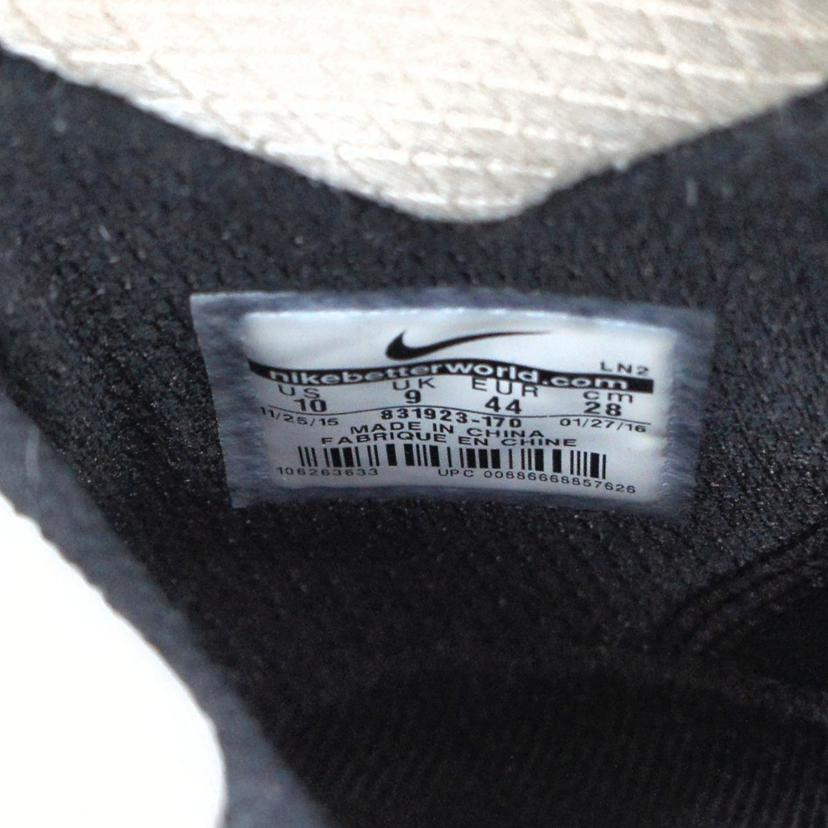 LN2
nikebetterworld.com
US UK EUR cm
10 9 44 28
11/25/15 831923-170 01/27/16
MADE IN CHINA
FABRIQUE EN CHINE
106263633 UPC 00886668857626